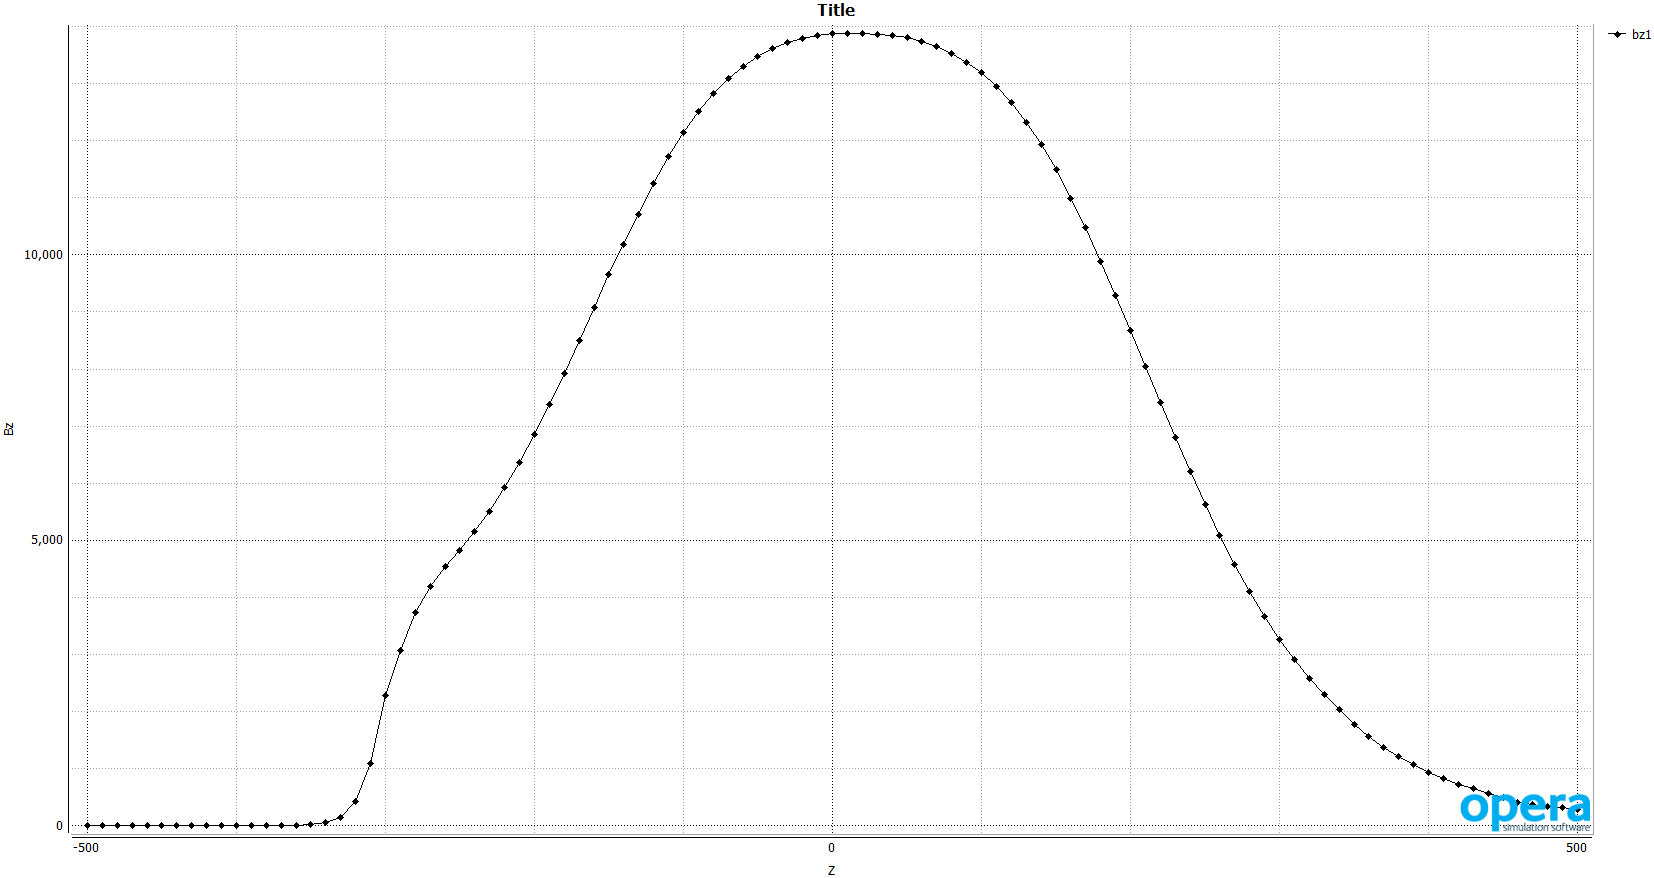 Title
bz1
10,000
5,000
0
Bz
-500
0
500
Z
opera
simulation software